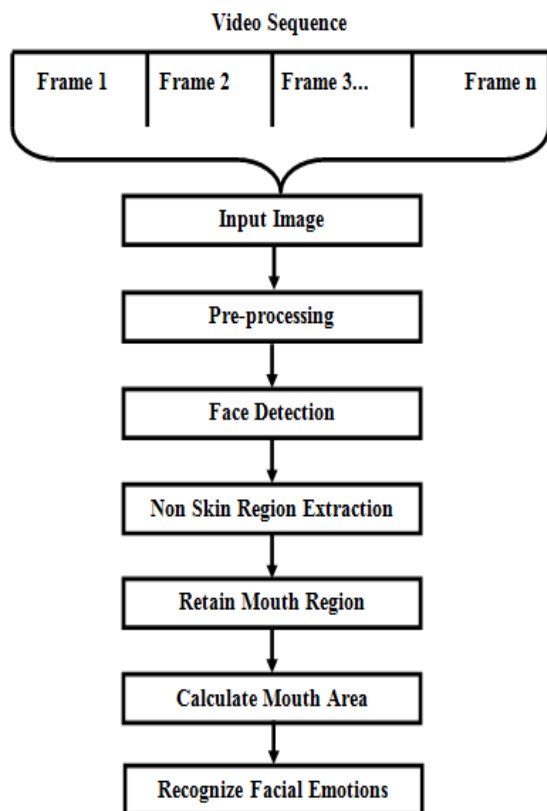 Video Sequence
Frame 1 Frame 2 Frame 3... Frame n
Input Image
Pre-processing
Face Detection
Non Skin Region Extraction
Retain Mouth Region
Calculate Mouth Area
Recognize Facial Emotions